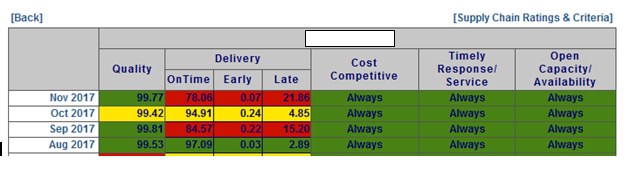 [Back] [Supply Chain Ratings & Criteria]
Quality Delivery Cost Competitive Timely Response/ Service Open Capacity/ Availability
OnTime Early Late
Nov 2017 99.77 78.06 0.07 21.86 Always Always Always
Oct 2017 99.42 94.91 0.24 4.85 Always Always Always
Sep 2017 99.81 84.57 0.22 15.20 Always Always Always
Aug 2017 99.53 97.09 0.03 2.89 Always Always Always